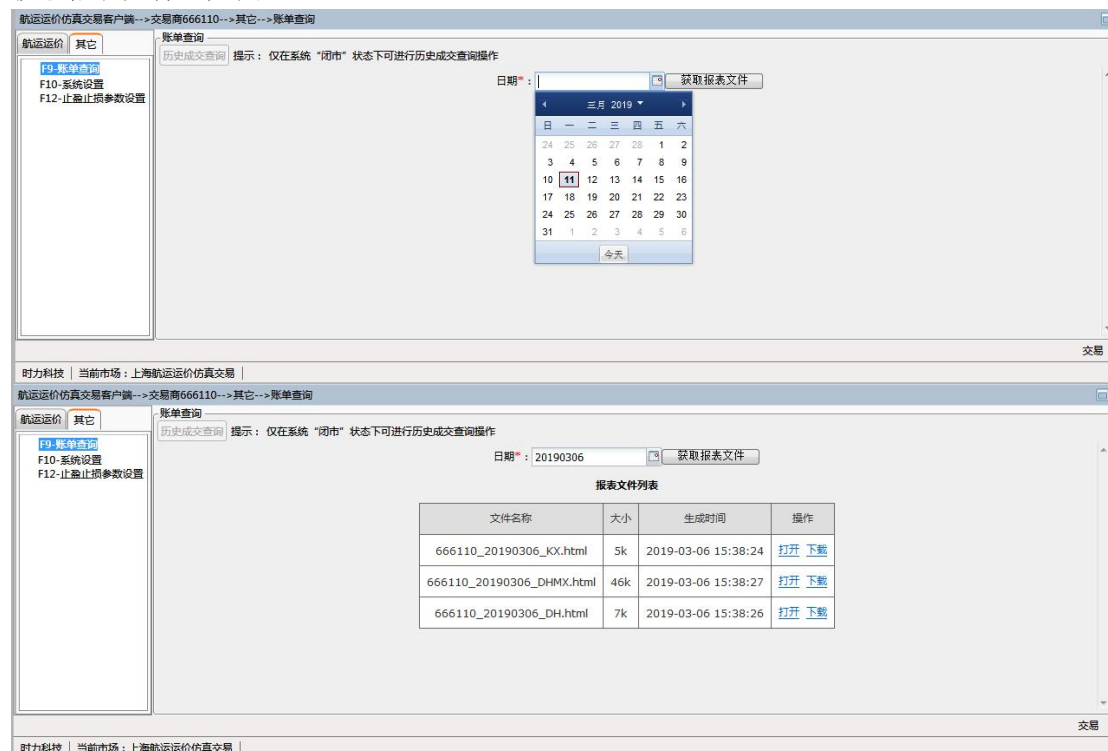 航运运价仿真交易客户端-->交易商666110-->其它-->账单查询
航运运价 其它
账单查询
历史成交查询 提示： 仅在系统“闭市”状态下可进行历史成交查询操作
F9-账单查询
F10-系统设置
F12-止盈止损参数设置
日期*： 获取报表文件
三月 2019
日 一 二 三 四 五 六
24 25 26 27 28 1 2
3 4 5 6 7 8 9
10 11 12 13 14 15 16
17 18 19 20 21 22 23
24 25 26 27 28 29 30
31 1 2 3 4 5 6
今天
交易
时力科技 当前市场：上海航运运价仿真交易
航运运价仿真交易客户端-->交易商666110-->其它-->账单查询
航运运价 其它
账单查询
历史成交查询 提示： 仅在系统“闭市”状态下可进行历史成交查询操作
F9-账单查询
F10-系统设置
F12-止盈止损参数设置
日期*： 20190306 获取报表文件
报表文件列表
文件名称 大小 生成时间 操作
666110_20190306_KX.html 5k 2019-03-06 15:38:24 打开 下载
666110_20190306_DHMX.html 46k 2019-03-06 15:38:27 打开 下载
666110_20190306_DH.html 7k 2019-03-06 15:38:26 打开 下载
交易
时力科技 当前市场：上海航运运价仿真交易